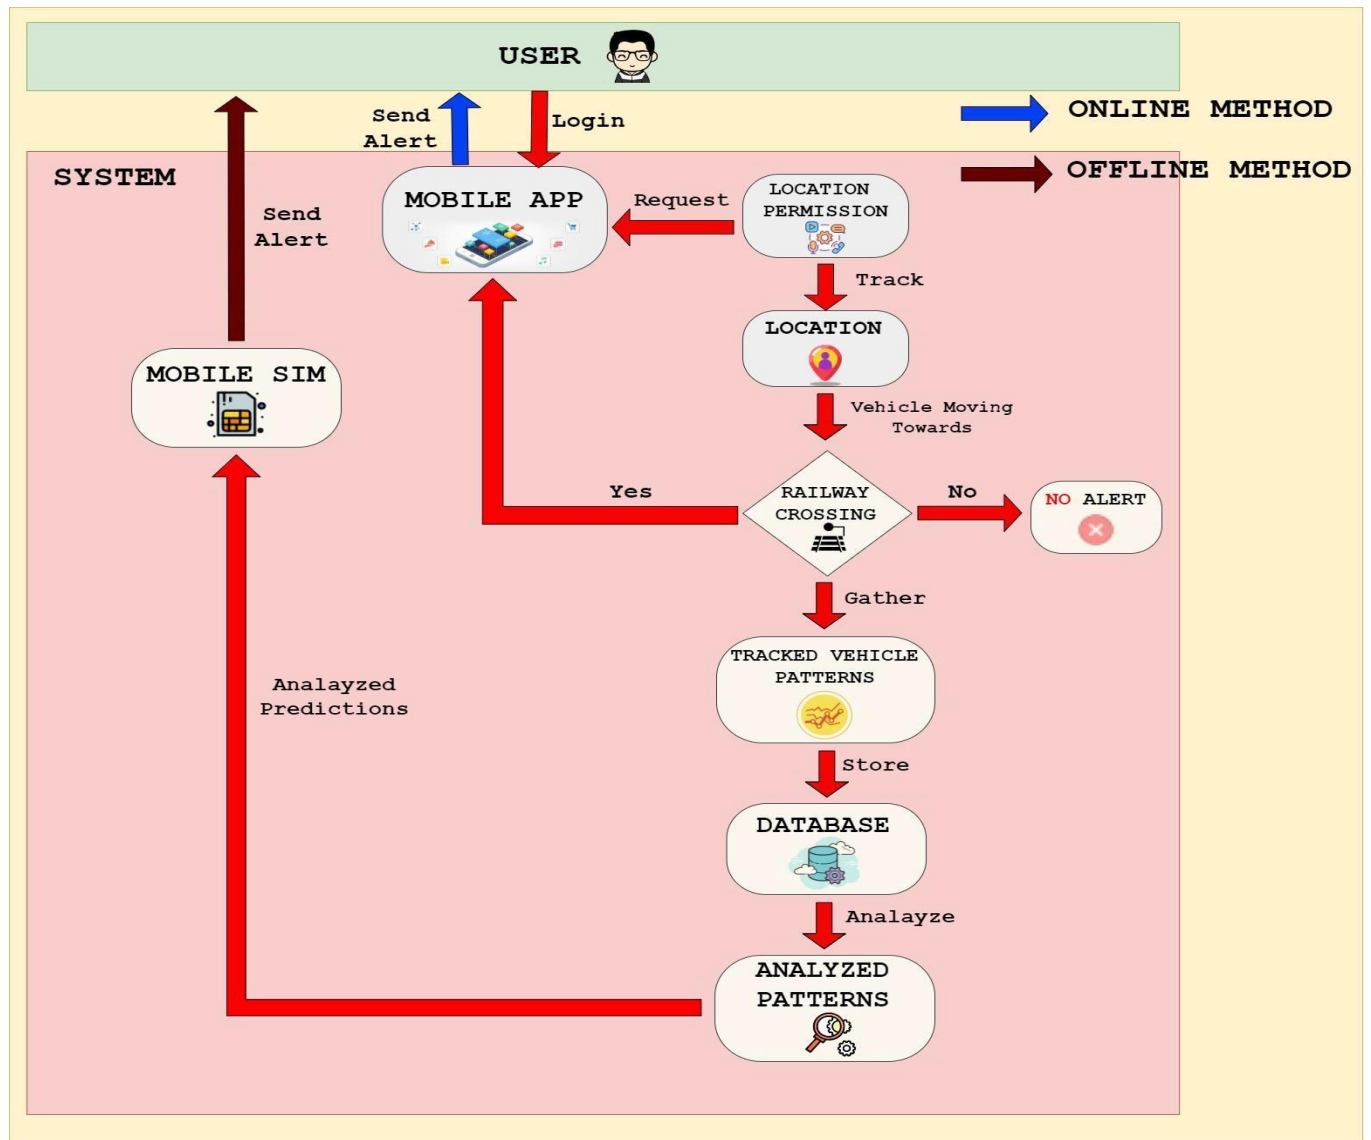 USER
Send
Alert
Login
ONLINE METHOD
OFFLINE METHOD
SYSTEM
MOBILE APP
Request
LOCATION
PERMISSION
Send
Alert
Track
LOCATION
MOBILE SIM
Vehicle Moving
Towards
Yes
RAILWAY
CROSSING
No
NO ALERT
Gather
TRACKED VEHICLE
PATTERNS
Analayzed
Predictions
Store
DATABASE
Analayze
ANALYZED
PATTERNS